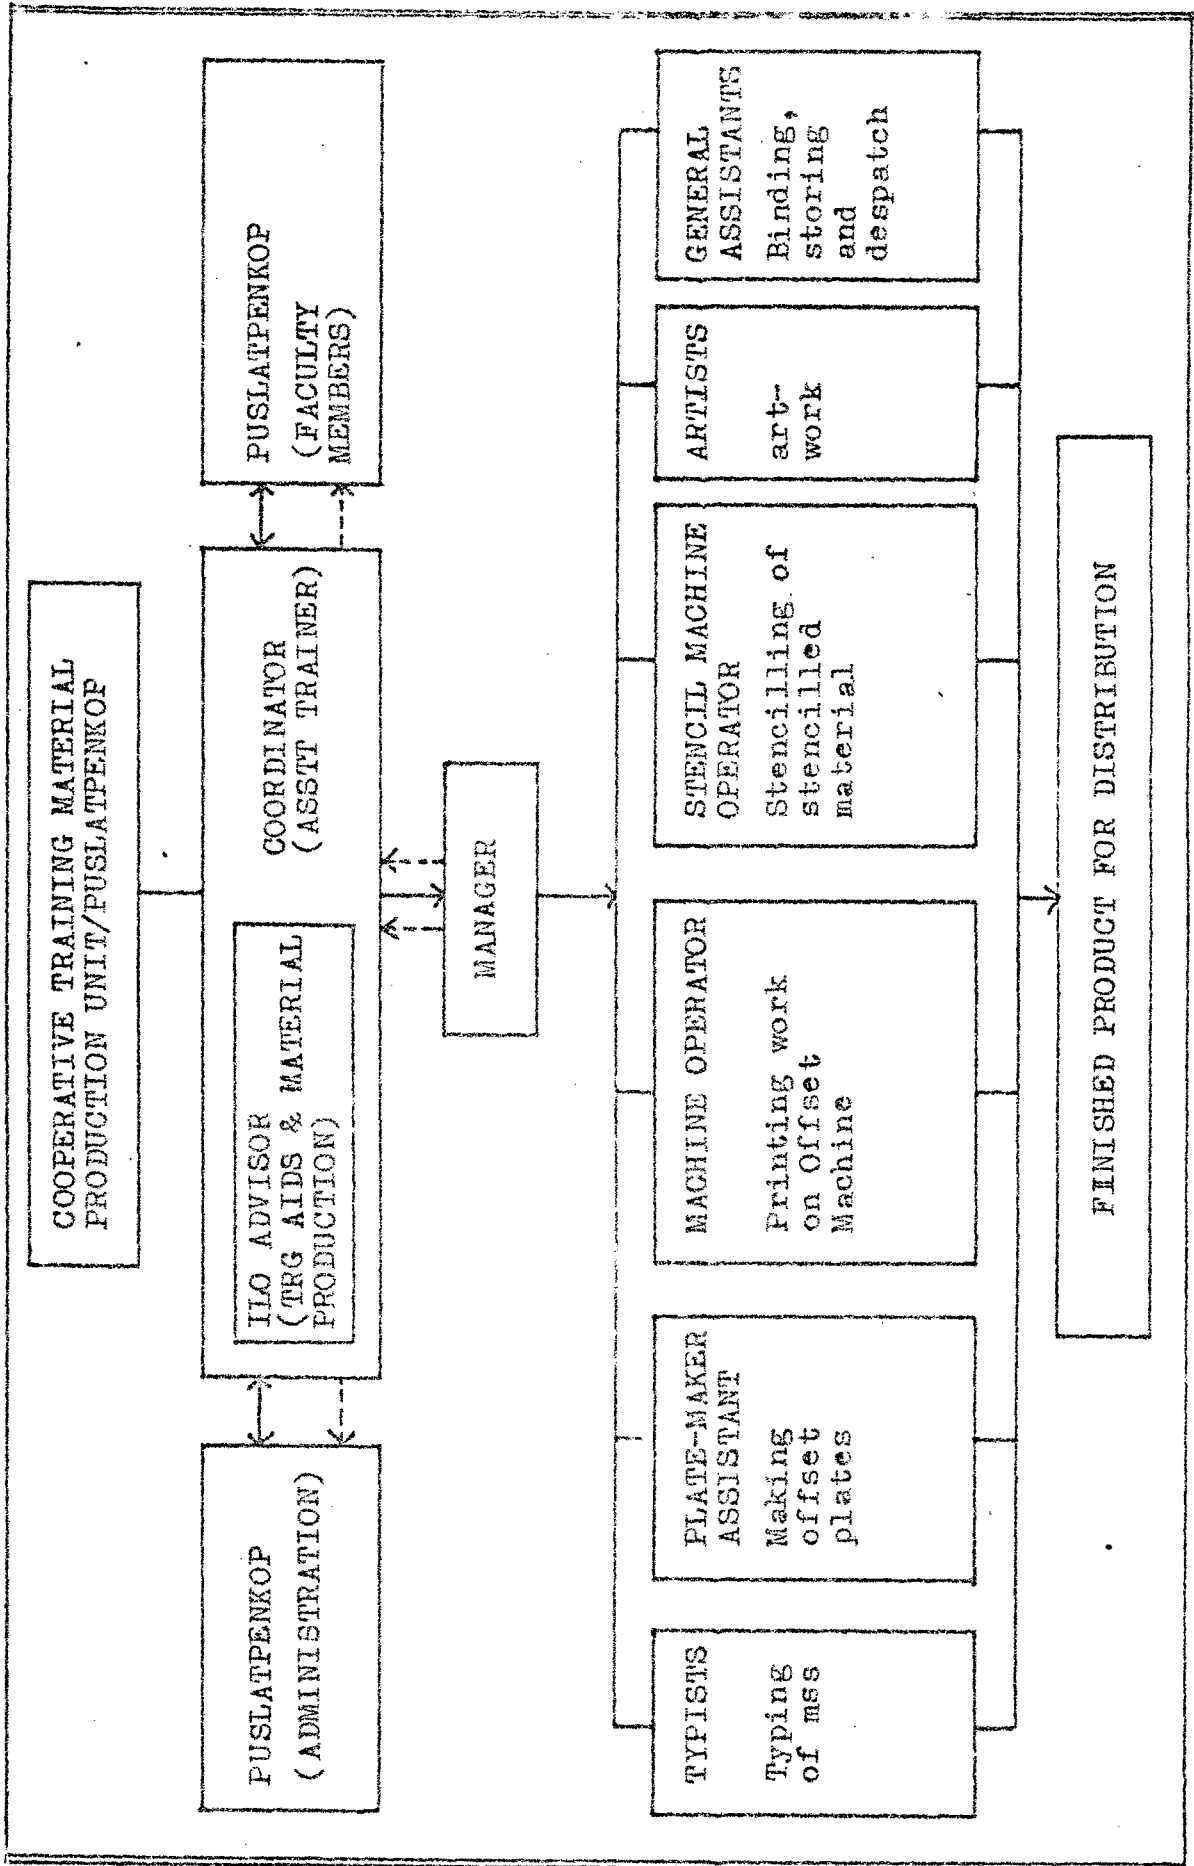 COOPERATIVE TRAINING MATERIAL
PRODUCTION UNIT/PUSLATPENKOP
PUSLATPENKOP
(ADMINISTRATION)
ILO ADVISOR
(TRG AIDS & MATERIAL
PRODUCTION)
COORDINATOR
(ASSTT TRAINER)
PUSLATPENKOP
(FACULTY
MEMBERS)
MANAGER
TYPISTS
Typing
of mss
PLATE-MAKER
ASSISTANT
Making
offset
plates
MACHINE OPERATOR
Printing work
on Offset
Machine
STENCIL MACHINE
OPERATOR
Stencilling of
stencilled
material
ARTISTS
art-
work
GENERAL
ASSISTANTS
Binding,
storing
and
despatch
FINISHED PRODUCT FOR DISTRIBUTION